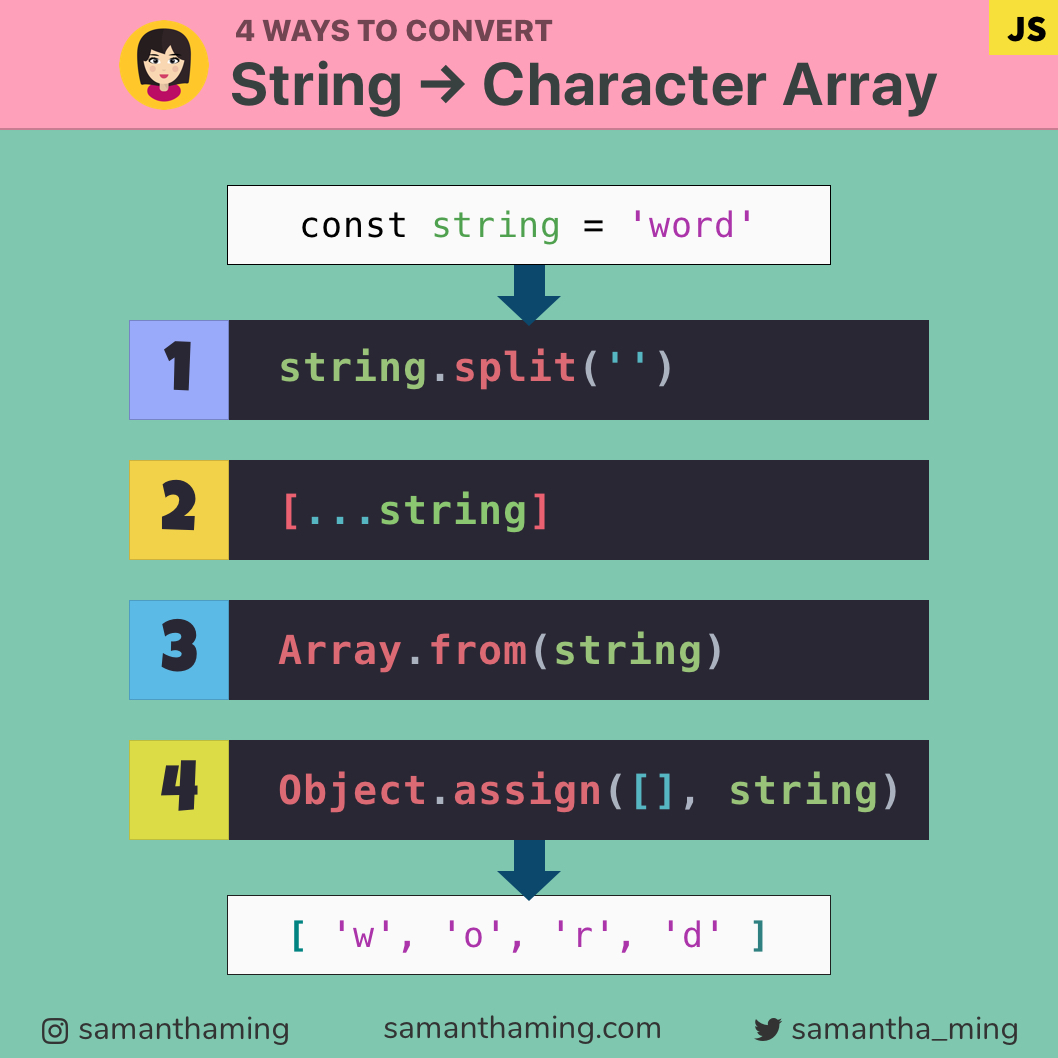 4 WAYS TO CONVERT
JS
String → Character Array
const string = 'word'
1 string.split('')
2 [...string]
3 Array.from(string)
4 Object.assign([], string)
[ 'w', 'o', 'r', 'd' ]
samanthaming samanthaming.com samantha_ming